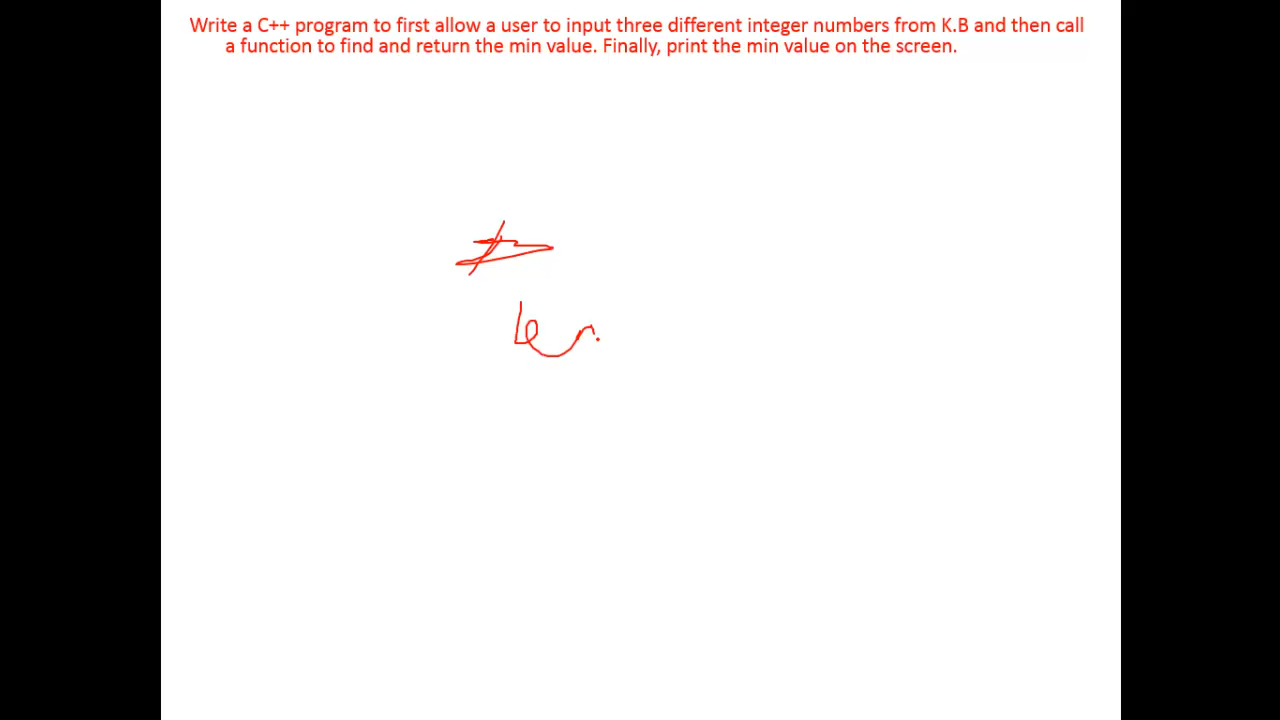 Write a C++ program to first allow a user to input three different integer numbers from K.B and then call
a function to find and return the min value. Finally, print the min value on the screen.